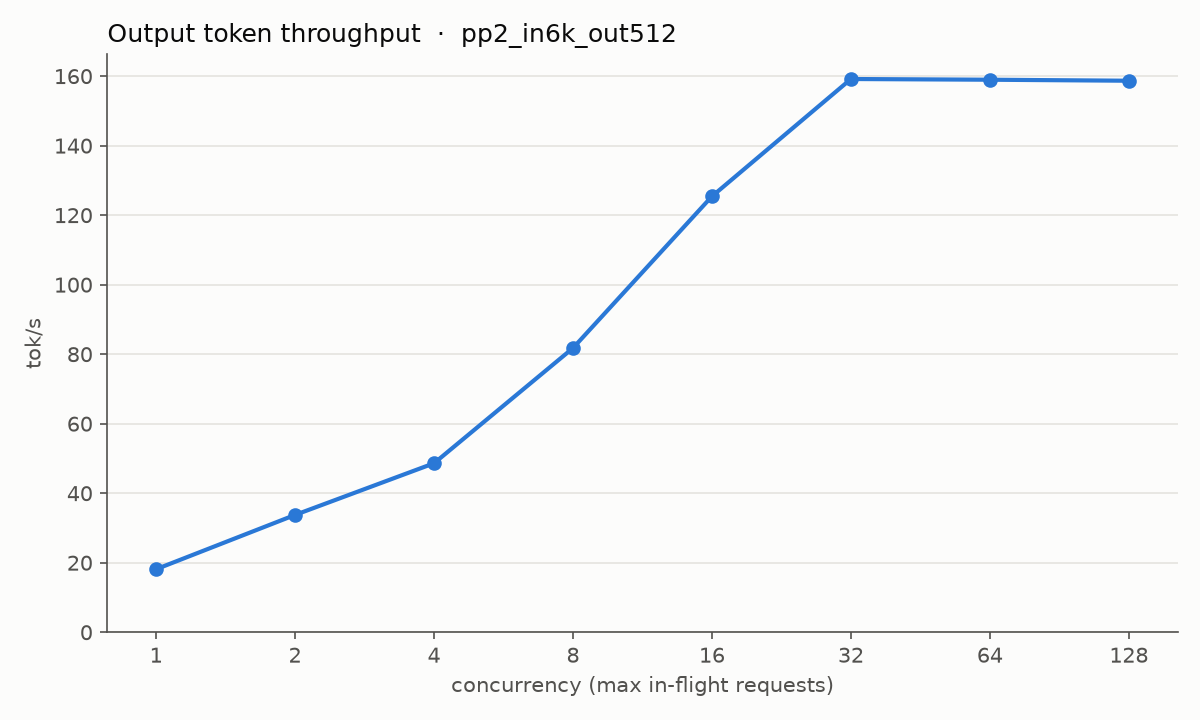 Output token throughput  ·  pp2_in6k_out512
160
140
120
100
80
60
40
20
0
tok/s
1 2 4 8 16 32 64 128
concurrency (max in-flight requests)